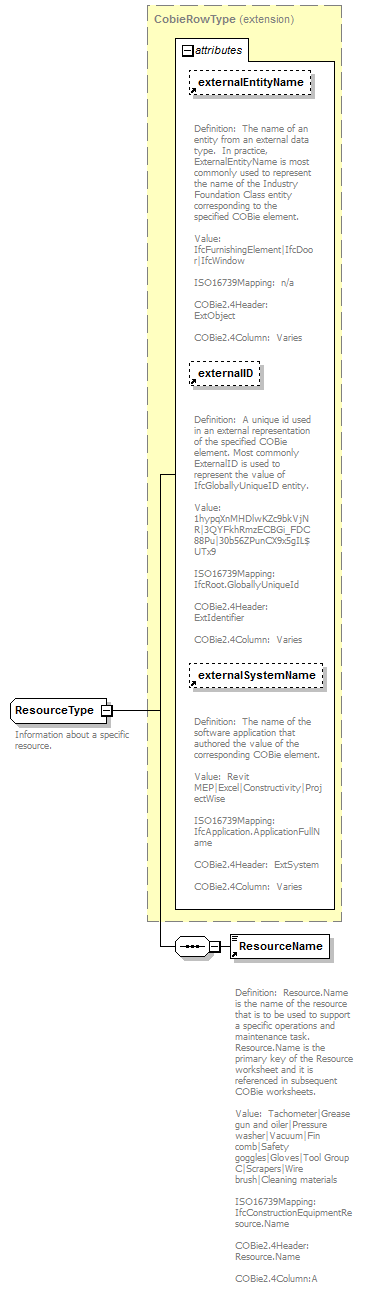 CobieRowType (extension)
attributes
externalEntityName
Definition: The name of an
entity from an external data
type. In practice,
ExternalEntityName is most
commonly used to represent
the name of the Industry
Foundation Class entity
corresponding to the
specified COBie element.
Value:
IfcFurnishingElement|IfcDoo
r|IfcWindow
ISO16739Mapping: n/a
COBie2.4Header:
ExtObject
COBie2.4Column: Varies
externalID
Definition: A unique id used
in an external representation
of the specified COBie
element. Most commonly
ExternalID is used to
represent the value of
IfcGloballyUniqueID entity.
Value:
1hypqXnMHDlwKZc9bkVjN
R|3QYFkhRmzECBGi_FDC
88Pu|30b56ZPunCX9x5gIL$
UTx9
ISO16739Mapping:
IfcRoot.GloballyUniqueId
COBie2.4Header:
ExtIdentifier
COBie2.4Column: Varies
externalSystemName
Definition: The name of the
software application that
authored the value of the
corresponding COBie element.
Value: Revit
MEP|Excel|Constructivity|Proj
ectWise
ISO16739Mapping:
IfcApplication.ApplicationFullN
ame
COBie2.4Header: ExtSystem
COBie2.4Column: Varies
ResourceType
Information about a specific
resource.
ResourceName
Definition: Resource.Name
is the name of the resource
that is to be used to support
a specific operations and
maintenance task.
Resource.Name is the
primary key of the Resource
worksheet and it is
referenced in subsequent
COBie worksheets.
Value: Tachometer|Grease
gun and oiler|Pressure
washer|Vacuum|Fin
comb|Safety
goggles|Gloves|Tool Group
C|Scrapers|Wire
brush|Cleaning materials
ISO16739Mapping:
IfcConstructionEquipmentRe
source.Name
COBie2.4Header:
Resource.Name
COBie2.4Column:A